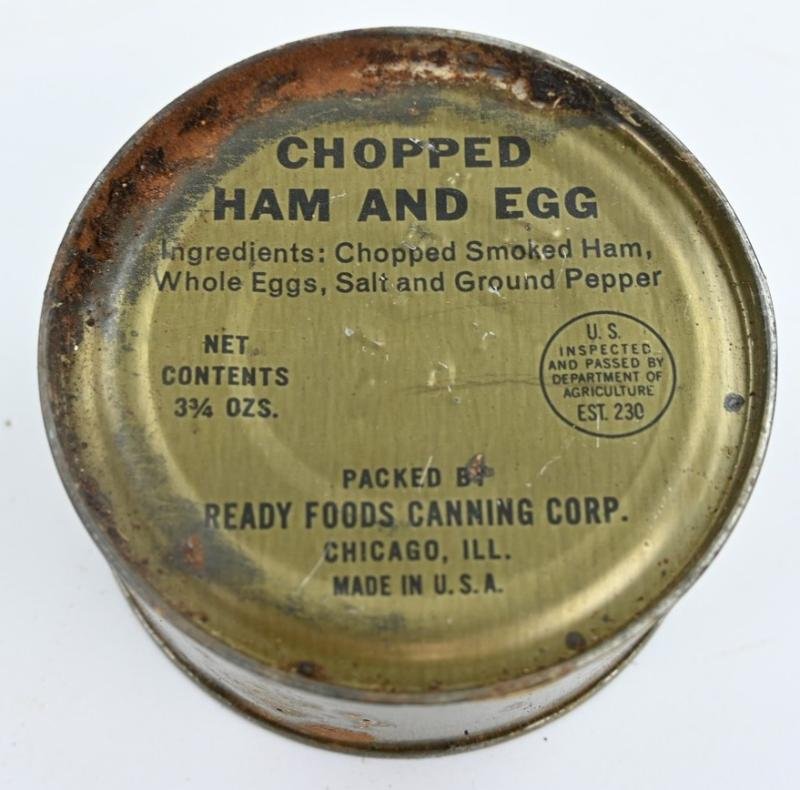 CHOPPED
HAM AND EGG
Ingredients: Chopped Smoked Ham,
Whole Eggs, Salt and Ground Pepper
NET
CONTENTS
3¾ OZS.
U. S.
INSPECTED
AND PASSED BY
DEPARTMENT OF
AGRICULTURE
EST. 230
PACKED BY
READY FOODS CANNING CORP.
CHICAGO, ILL.
MADE IN U. S. A.